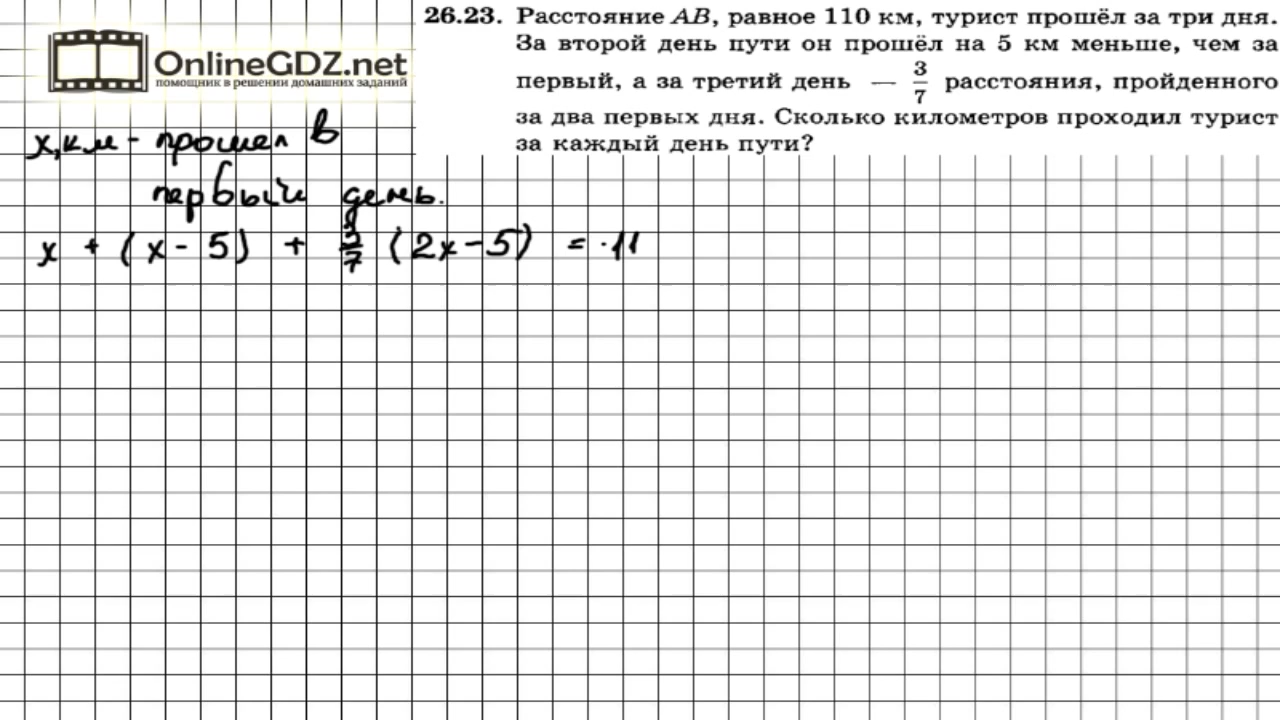 OnlineGDZ.net
помощник в решении домашних заданий
26.23. Расстояние AB, равное 110 км, турист прошёл за три дня.
За второй день пути он прошёл на 5 км меньше, чем за
первый, а за третий день — 3/7 расстояния, пройденного
за два первых дня. Сколько километров проходил турист
за каждый день пути?
x,км - прошел в
первый день.
x + (x - 5) + 3/7 (2x - 5) = 11